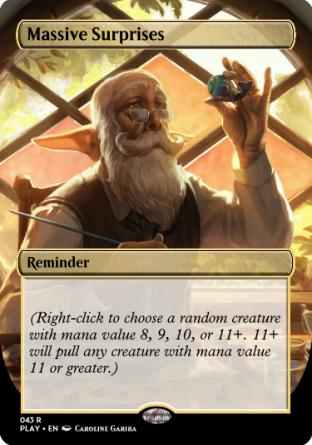 Massive Surprises
Reminder
(Right-click to choose a random creature
with mana value 8, 9, 10, or 11+. 11+
will pull any creature with mana value
11 or greater.)
043 R
PLAY • EN Caroline Gariba